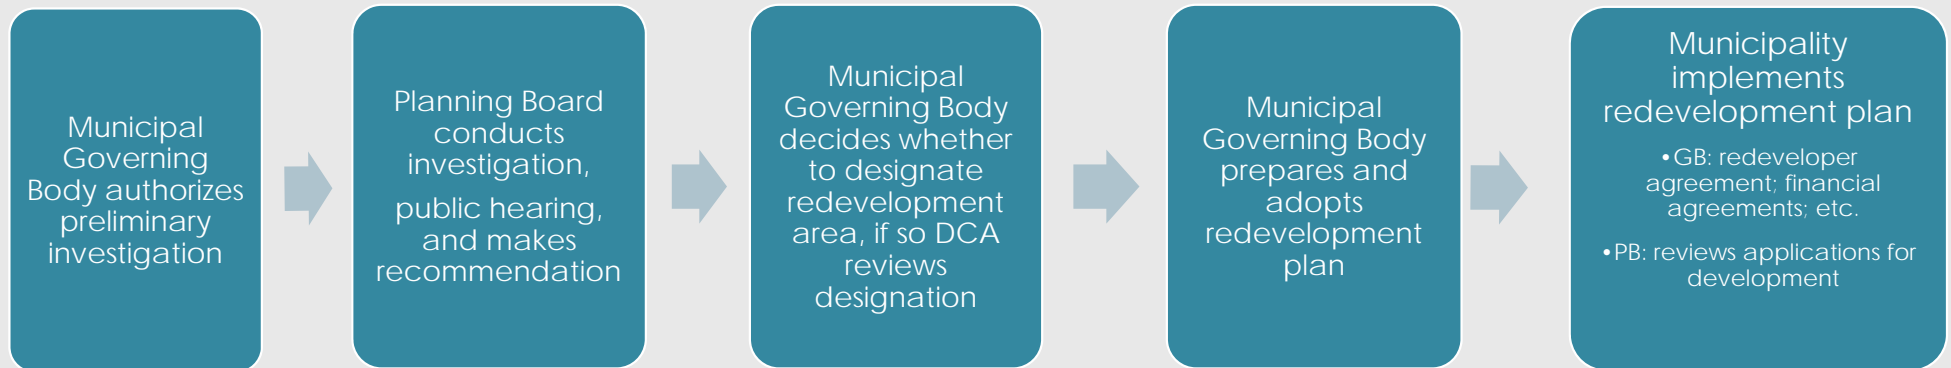 Municipal
Governing
Body authorizes
preliminary
investigation
Planning Board
conducts
investigation,
public hearing,
and makes
recommendation
Municipal
Governing Body
decides whether
to designate
redevelopment
area, if so DCA
reviews
designation
Municipal
Governing Body
prepares and
adopts
redevelopment
plan
Municipality
implements
redevelopment plan
•GB: redeveloper
agreement; financial
agreements; etc.
•PB: reviews applications for
development